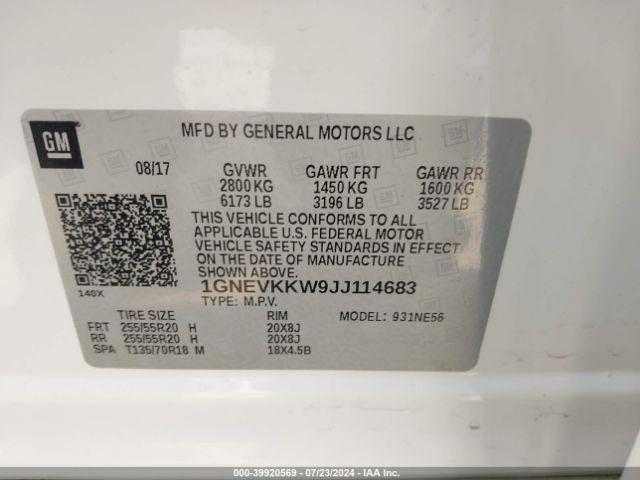 GM
MFD BY GENERAL MOTORS LLC
08/17 GVWR GAWR FRT GAWR RR
2800 KG 1450 KG 1600 KG
6173 LB 3196 LB 3527 LB
THIS VEHICLE CONFORMS TO ALL
APPLICABLE U.S. FEDERAL MOTOR
VEHICLE SAFETY STANDARDS IN EFFECT
ON THE DATE OF MANUFACTURE
SHOWN ABOVE.
140X 1GNEVKKW9JJ114683
TYPE: M.P.V.
TIRE SIZE RIM MODEL: 931NE56
FRT 255/55R20 H 20X8J
RR 255/55R20 H 20X8J
SPA T135/70R18 M 18X4.5B
000-39920569 - 07/23/2024 - IAA Inc.